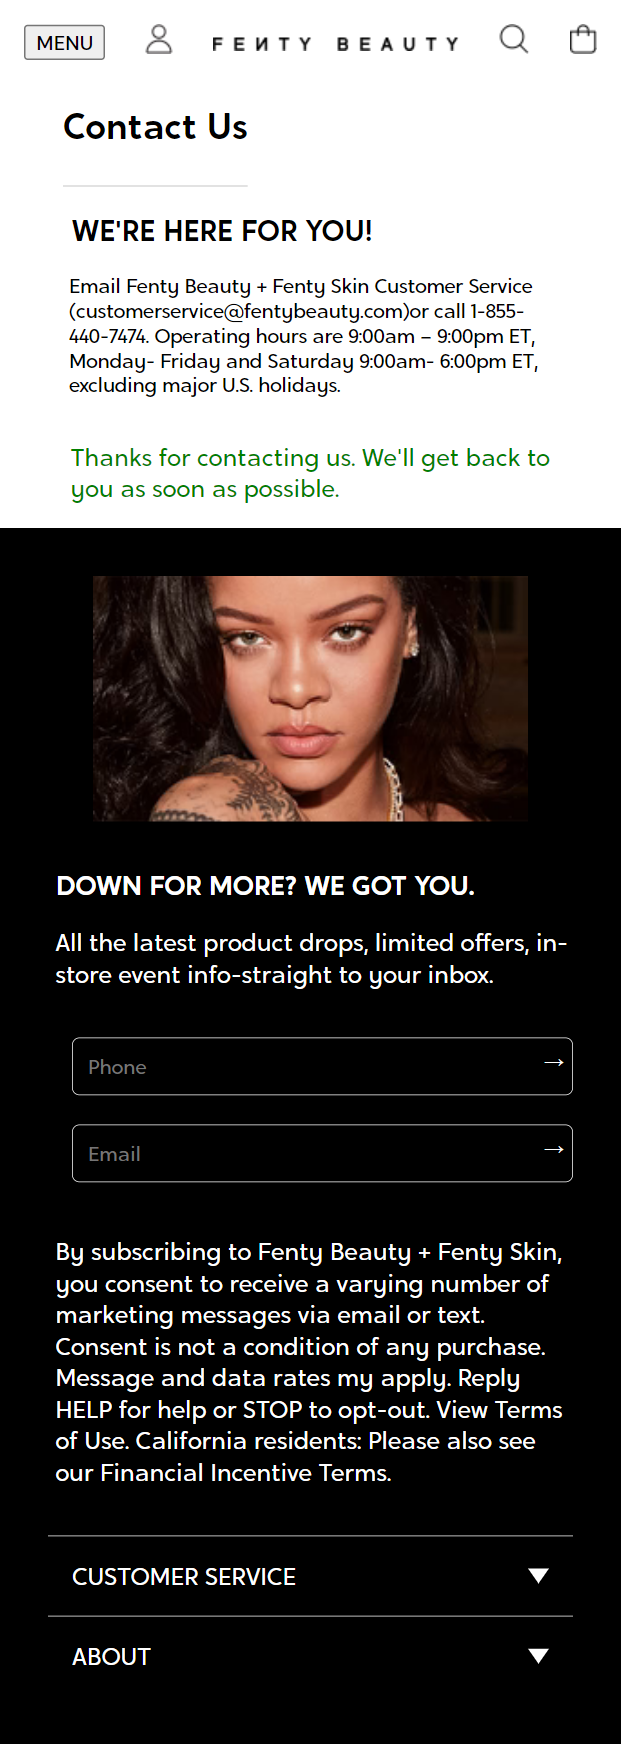 MENU
FEИTY BEAUTY
Contact Us
WE'RE HERE FOR YOU!
Email Fenty Beauty + Fenty Skin Customer Service
(customerservice@fentybeauty.com)or call 1-855-
440-7474. Operating hours are 9:00am – 9:00pm ET,
Monday- Friday and Saturday 9:00am- 6:00pm ET,
excluding major U.S. holidays.
Thanks for contacting us. We'll get back to
you as soon as possible.
DOWN FOR MORE? WE GOT YOU.
All the latest product drops, limited offers, in-
store event info-straight to your inbox.
Phone →
Email →
By subscribing to Fenty Beauty + Fenty Skin,
you consent to receive a varying number of
marketing messages via email or text.
Consent is not a condition of any purchase.
Message and data rates my apply. Reply
HELP for help or STOP to opt-out. View Terms
of Use. California residents: Please also see
our Financial Incentive Terms.
CUSTOMER SERVICE ▼
ABOUT ▼